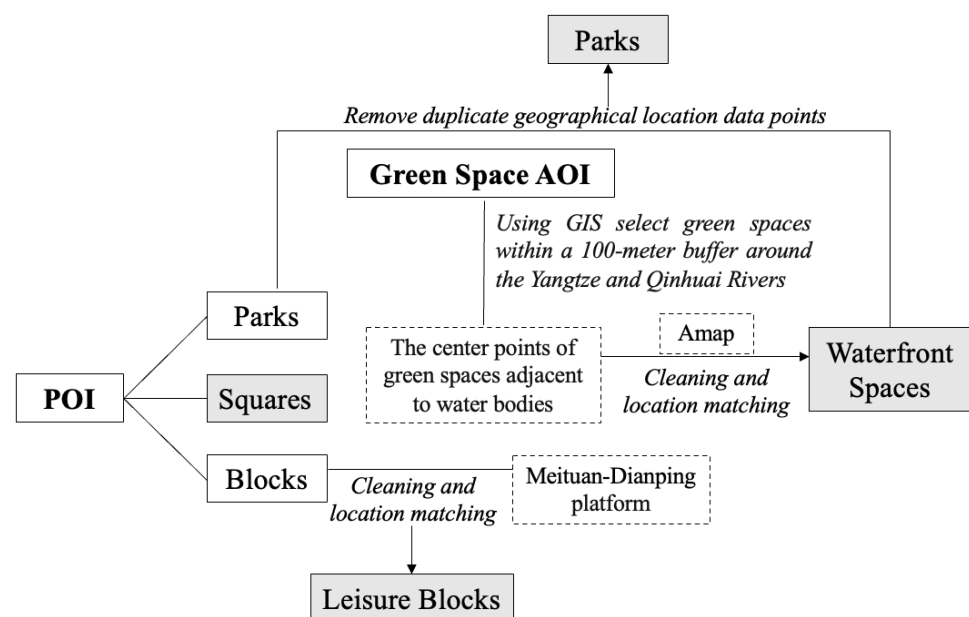 Parks
Remove duplicate geographical location data points
Green Space AOI
Using GIS select green spaces
within a 100-meter buffer around
the Yangtze and Qinhuai Rivers
Parks
The center points of
green spaces adjacent
to water bodies
Amap
Cleaning and
location matching
Waterfront
Spaces
POI
Squares
Blocks
Cleaning and
location matching
Meituan-Dianping
platform
Leisure Blocks